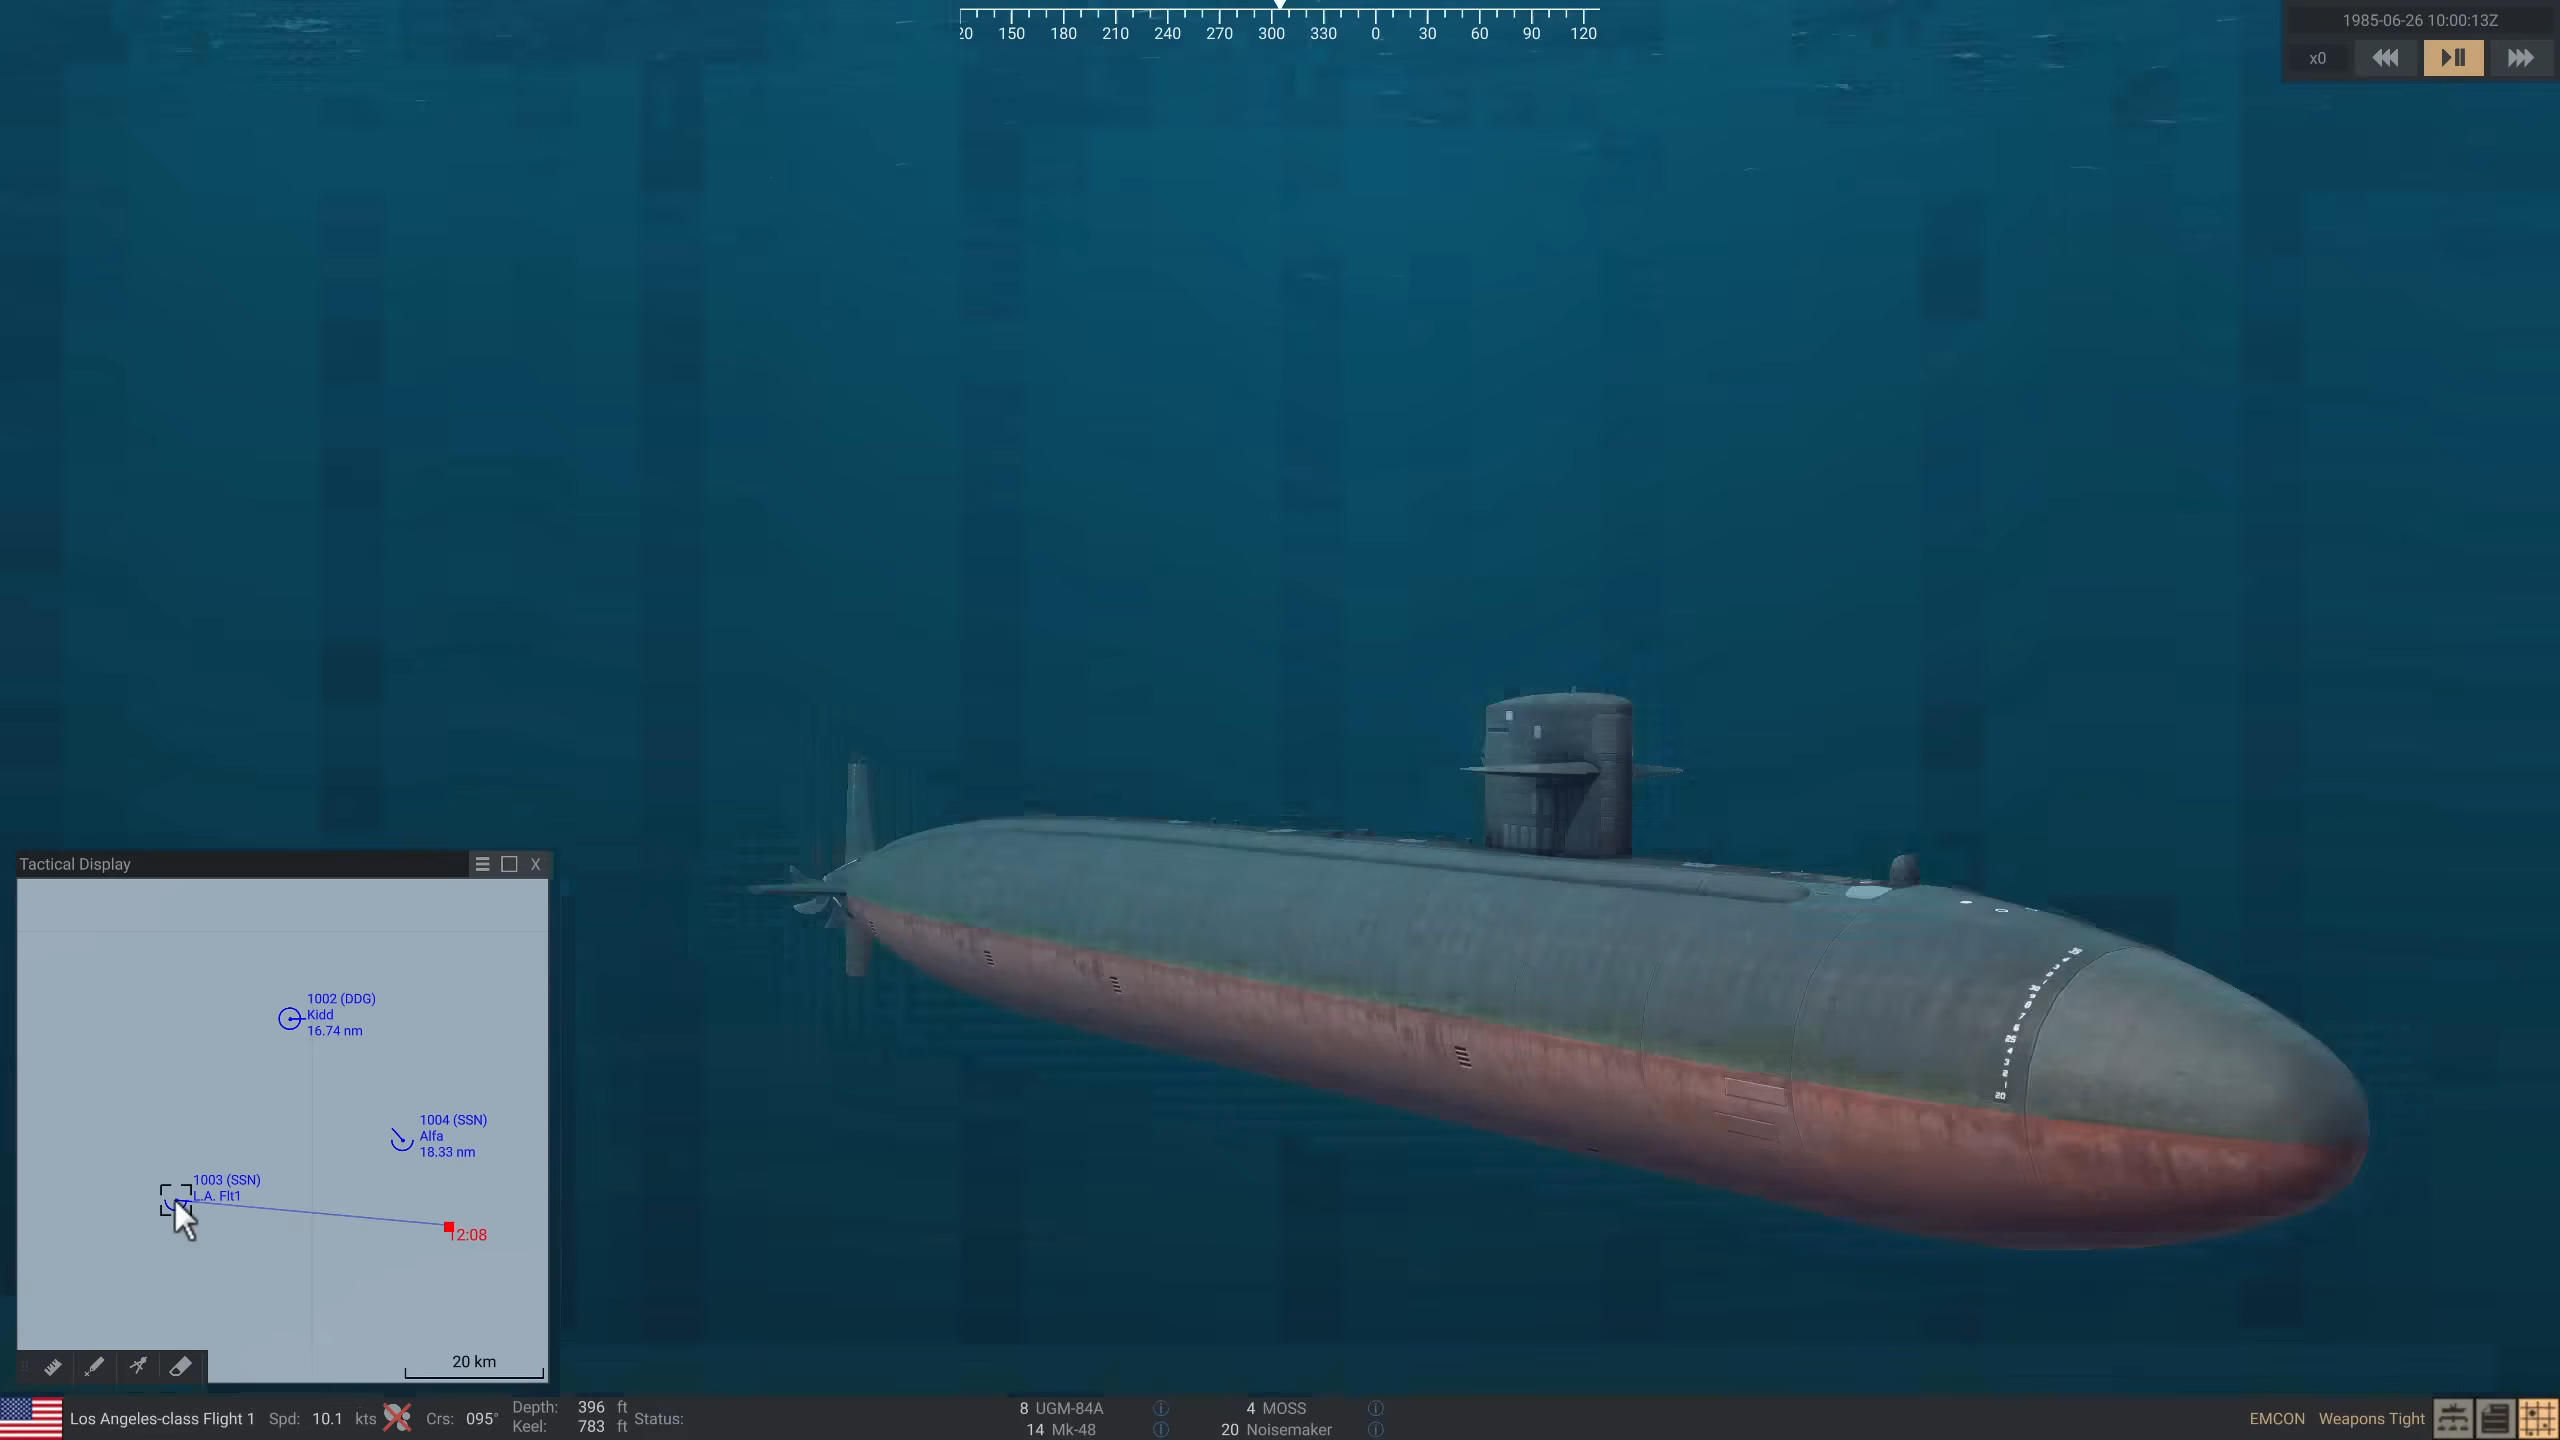 20 150 180 210 240 270 300 330 0 30 60 90 120
1985-06-26 10:00:13Z
x0
Tactical Display
X
1002 (DDG)
Kidd
16.74 nm
1004 (SSN)
Alfa
18.33 nm
1003 (SSN)
L.A. Flt1
12:08
20 km
Los Angeles-class Flight 1 Spd: 10.1 kts Crs: 095°
Depth: 396 ft
Keel: 783 ft
Status:
8 UGM-84A
14 Mk-48
4 MOSS
20 Noisemaker
EMCON Weapons Tight